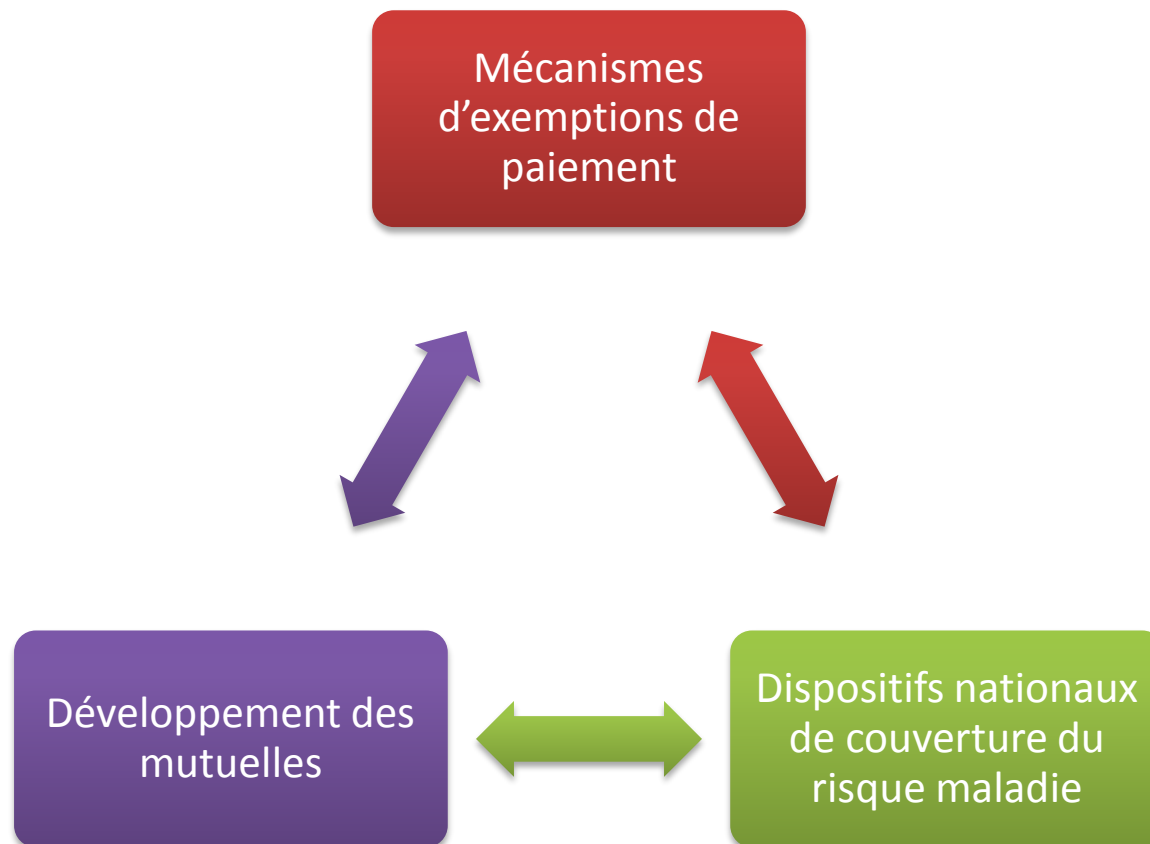 Mécanismes
d’exemptions de
paiement
Développement des
mutuelles
Dispositifs nationaux
de couverture du
risque maladie